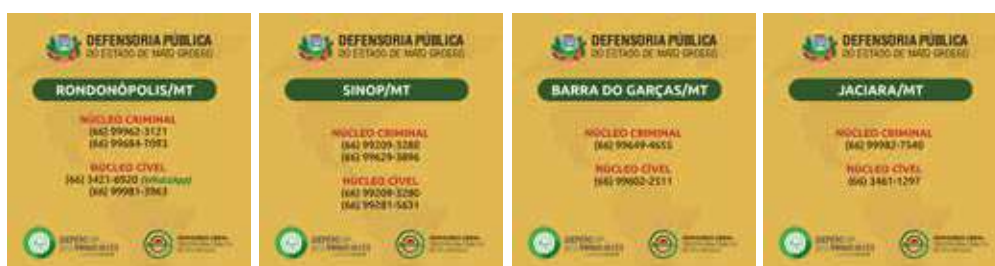 DEFENSORIA PÚBLICA
DO ESTADO DE MATO GROSSO
RONDONÓPOLIS/MT
NÚCLEO CRIMINAL
(66) 99962-3121
(66) 99684-7093
NÚCLEO CÍVEL
(66) 3421-6920 (WhatsApp)
(66) 99981-3963
DEFENSORIA PÚBLICA
DO ESTADO DE MATO GROSSO
SINOP/MT
NÚCLEO CRIMINAL
(66) 99209-3280
(66) 99629-3896
NÚCLEO CÍVEL
(66) 99209-3280
(66) 99281-5631
DEFENSORIA PÚBLICA
DO ESTADO DE MATO GROSSO
BARRA DO GARÇAS/MT
NÚCLEO CRIMINAL
(66) 99649-4655
NÚCLEO CÍVEL
(66) 99602-2511
DEFENSORIA PÚBLICA
DO ESTADO DE MATO GROSSO
JACIARA/MT
NÚCLEO CRIMINAL
(66) 99982-7540
NÚCLEO CÍVEL
(66) 3461-1297